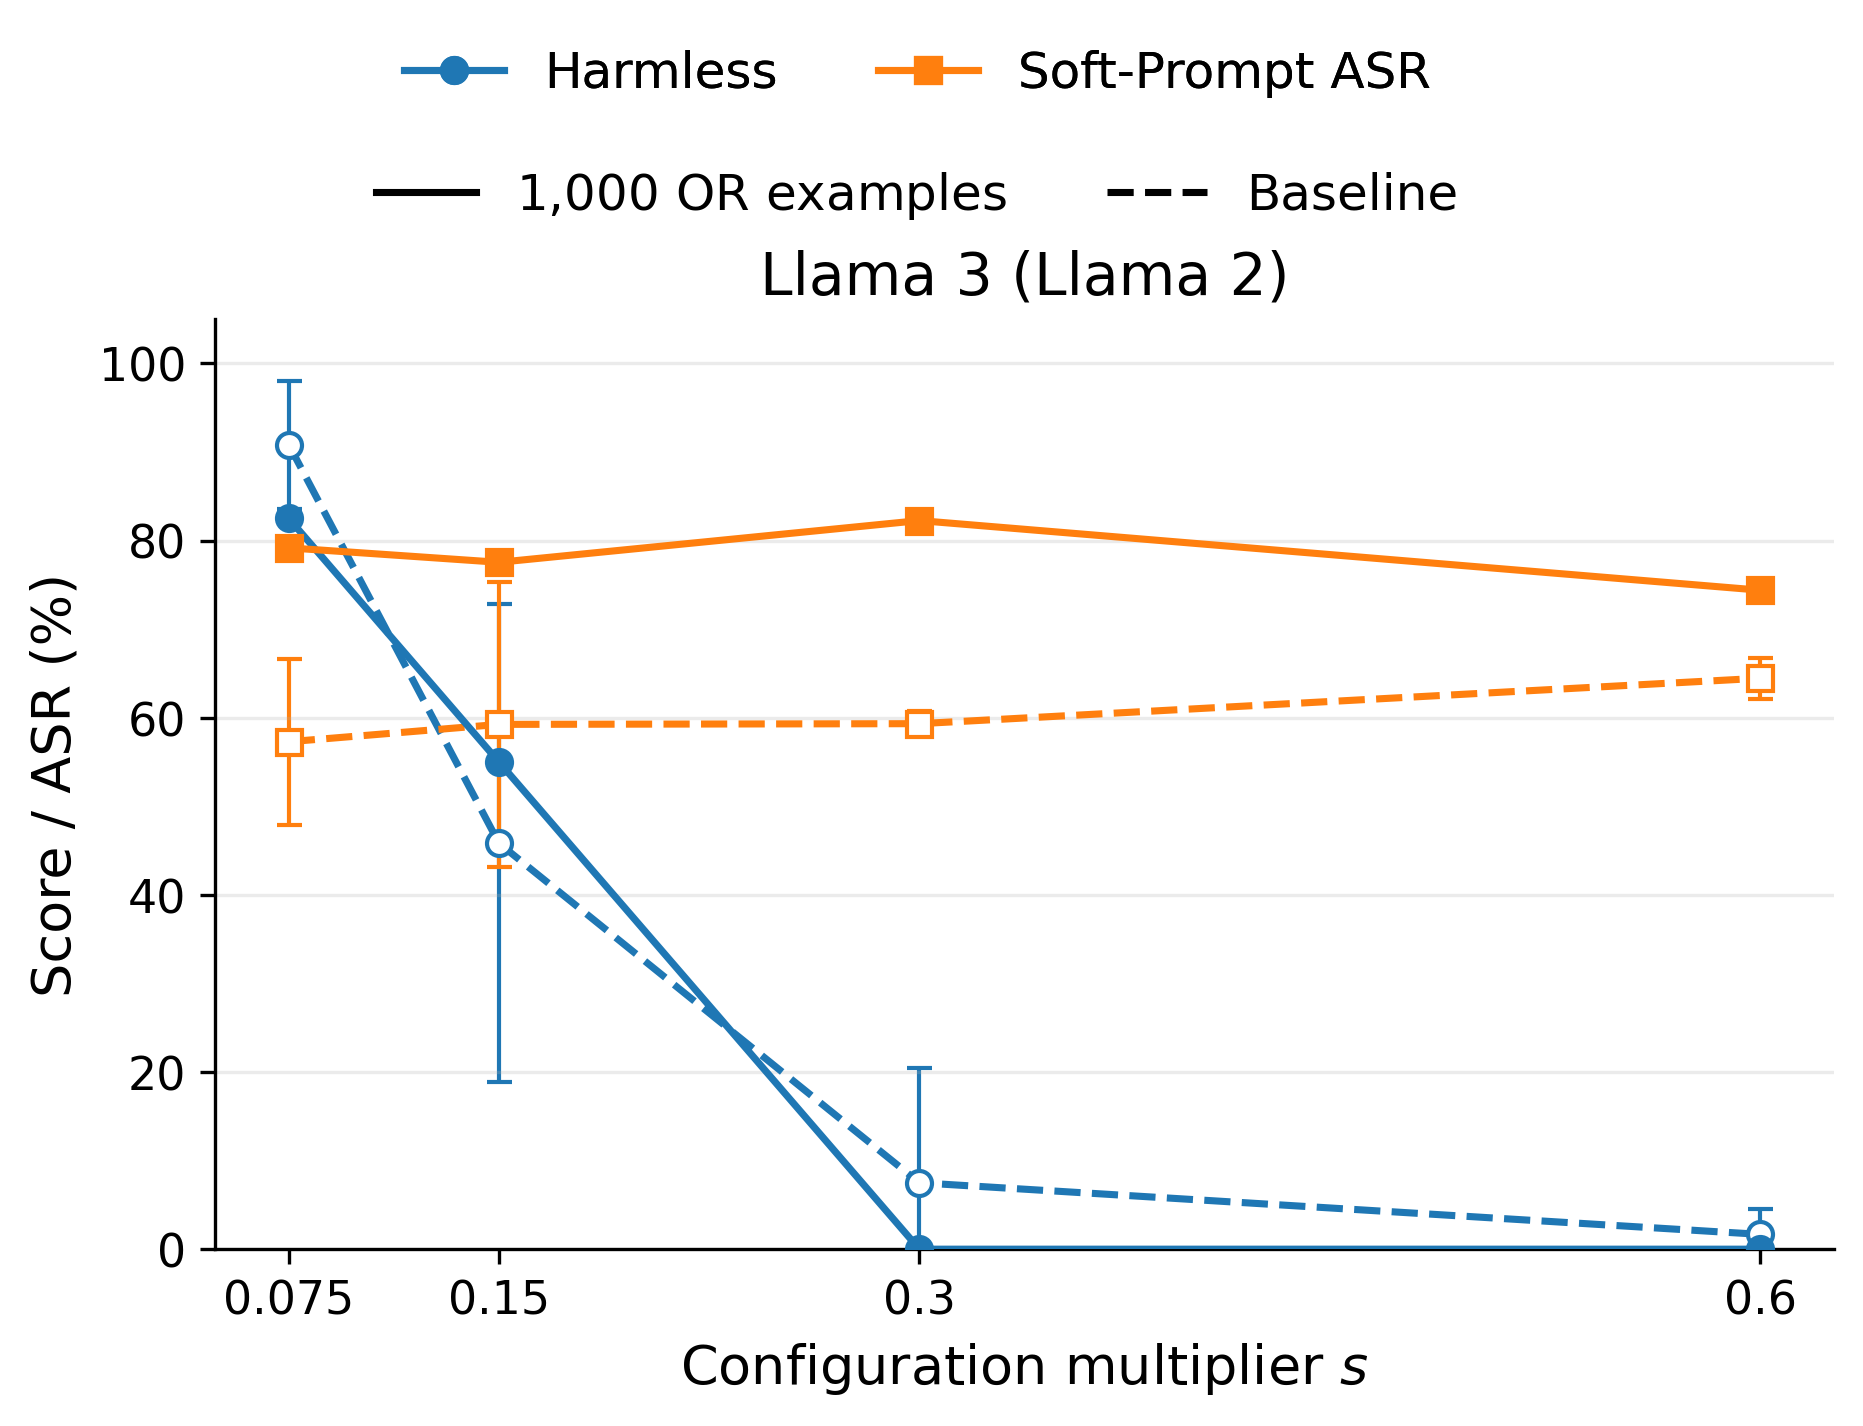 Harmless Soft-Prompt ASR
1,000 OR examples Baseline
Llama 3 (Llama 2)
100
80
60
40
20
0
Score / ASR (%)
0.075 0.15 0.3 0.6
Configuration multiplier s